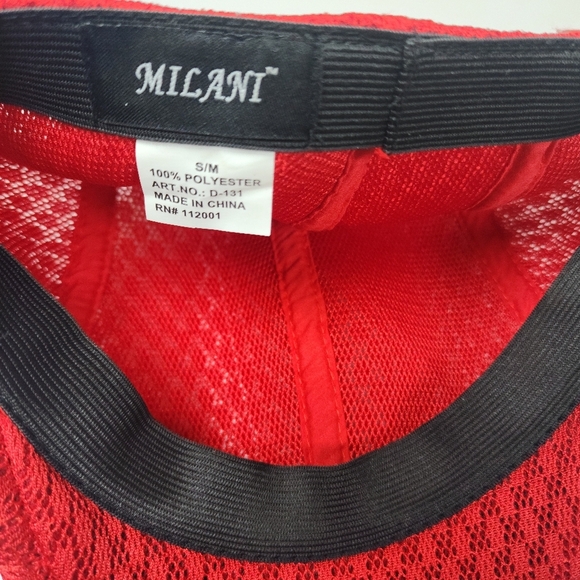 MILANI™
S/M
100% POLYESTER
ART.NO.: D-131
MADE IN CHINA
RN# 112001